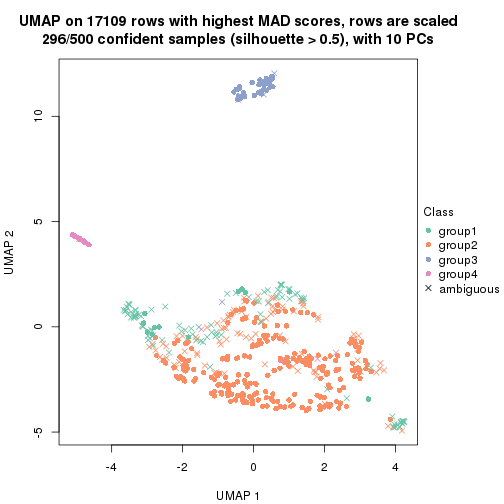 UMAP on 17109 rows with highest MAD scores, rows are scaled
296/500 confident samples (silhouette > 0.5), with 10 PCs
10
5
0
-5
UMAP 2
-4
-2
0
2
4
UMAP 1
Class
group1
group2
group3
group4
ambiguous